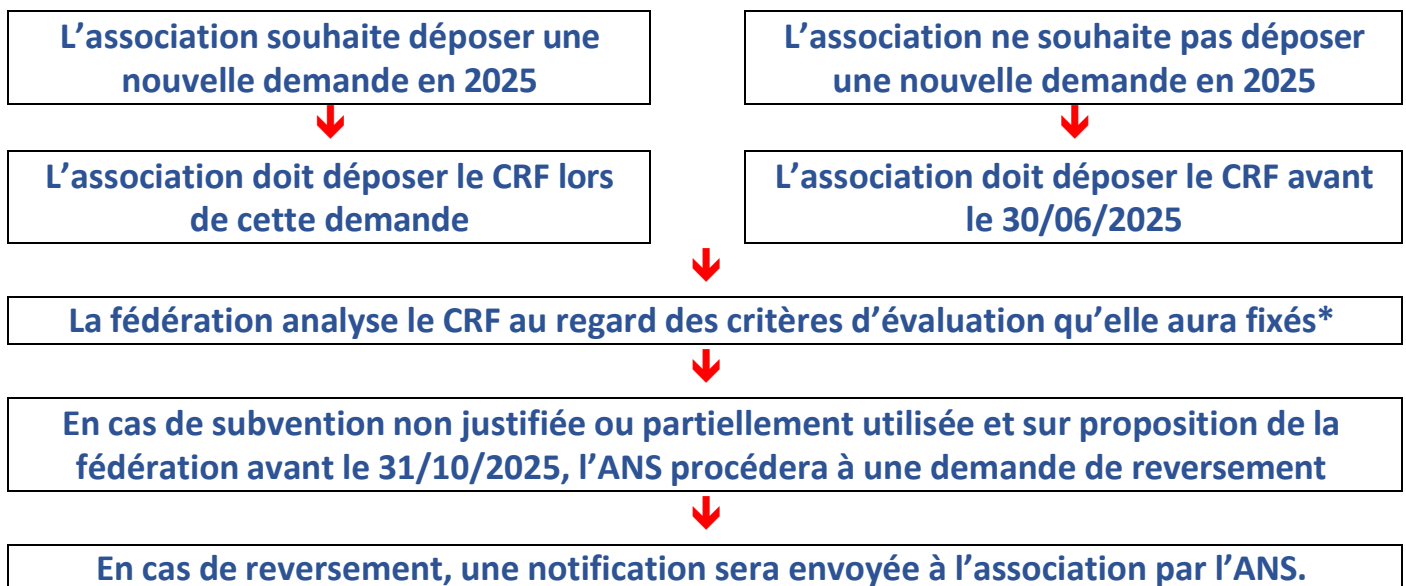 L’association souhaite déposer une
nouvelle demande en 2025
L’association ne souhaite pas déposer
une nouvelle demande en 2025
L’association doit déposer le CRF lors
de cette demande
L’association doit déposer le CRF avant
le 30/06/2025
La fédération analyse le CRF au regard des critères d’évaluation qu’elle aura fixés*
En cas de subvention non justifiée ou partiellement utilisée et sur proposition de la
fédération avant le 31/10/2025, l’ANS procédera à une demande de reversement
En cas de reversement, une notification sera envoyée à l’association par l’ANS.